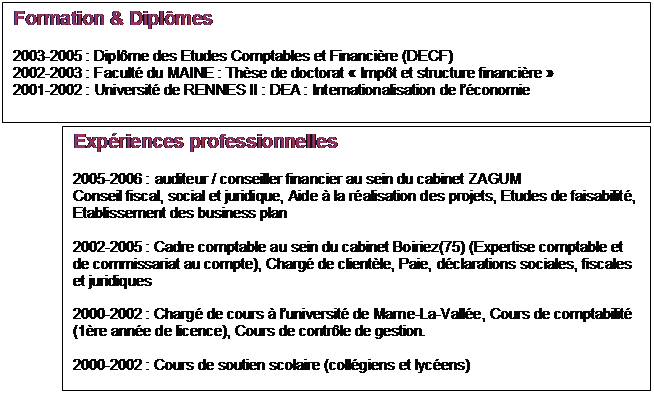 Formation & Diplômes
2003-2005 : Diplôme des Etudes Comptables et Financière (DECF)
2002-2003 : Faculté du MAINE : Thèse de doctorat « Impôt et structure financière »
2001-2002 : Université de RENNES II : DEA : Internationalisation de l'économie
Expériences professionnelles
2005-2006 : auditeur / conseiller financier au sein du cabinet ZAGUM
Conseil fiscal, social et juridique, Aide à la réalisation des projets, Etudes de faisabilité,
Etablissement des business plan
2002-2005 : Cadre comptable au sein du cabinet Boiriez(75) (Expertise comptable et
de commissariat au compte), Chargé de clientèle, Paie, déclarations sociales, fiscales
et juridiques
2000-2002 : Chargé de cours à l'université de Marne-La-Vallée, Cours de comptabilité
(1ère année de licence), Cours de contrôle de gestion.
2000-2002 : Cours de soutien scolaire (collégiens et lycéens)